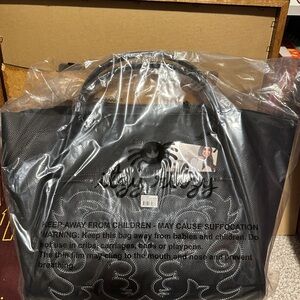 KEEP AWAY FROM CHILDREN - MAY CAUSE SUFFOCATION
WARNING: Keep this bag away from babies and children. Do
not use in cribs, carriages, beds or playpens.
The thin film may cling to the mouth and nose and prevent
breathing.